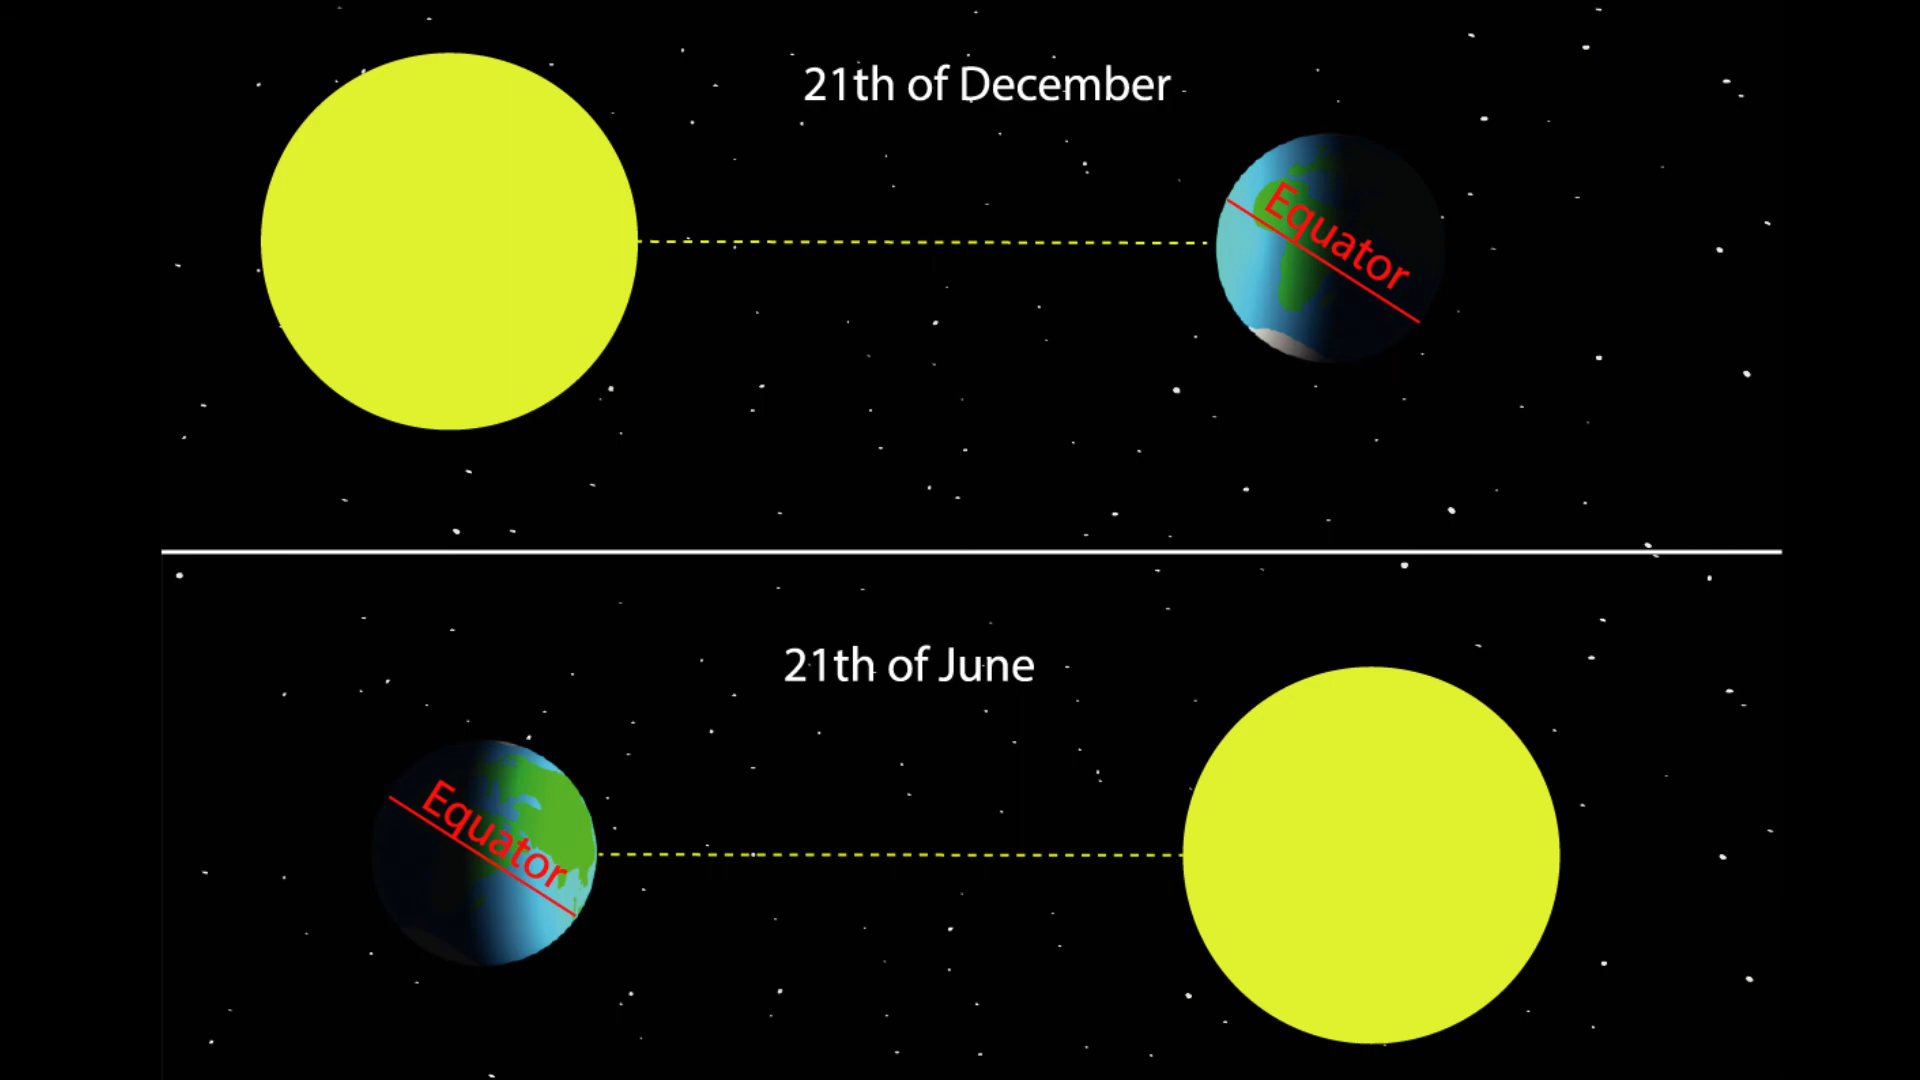 21th of December
Equator
21th of June
Equator